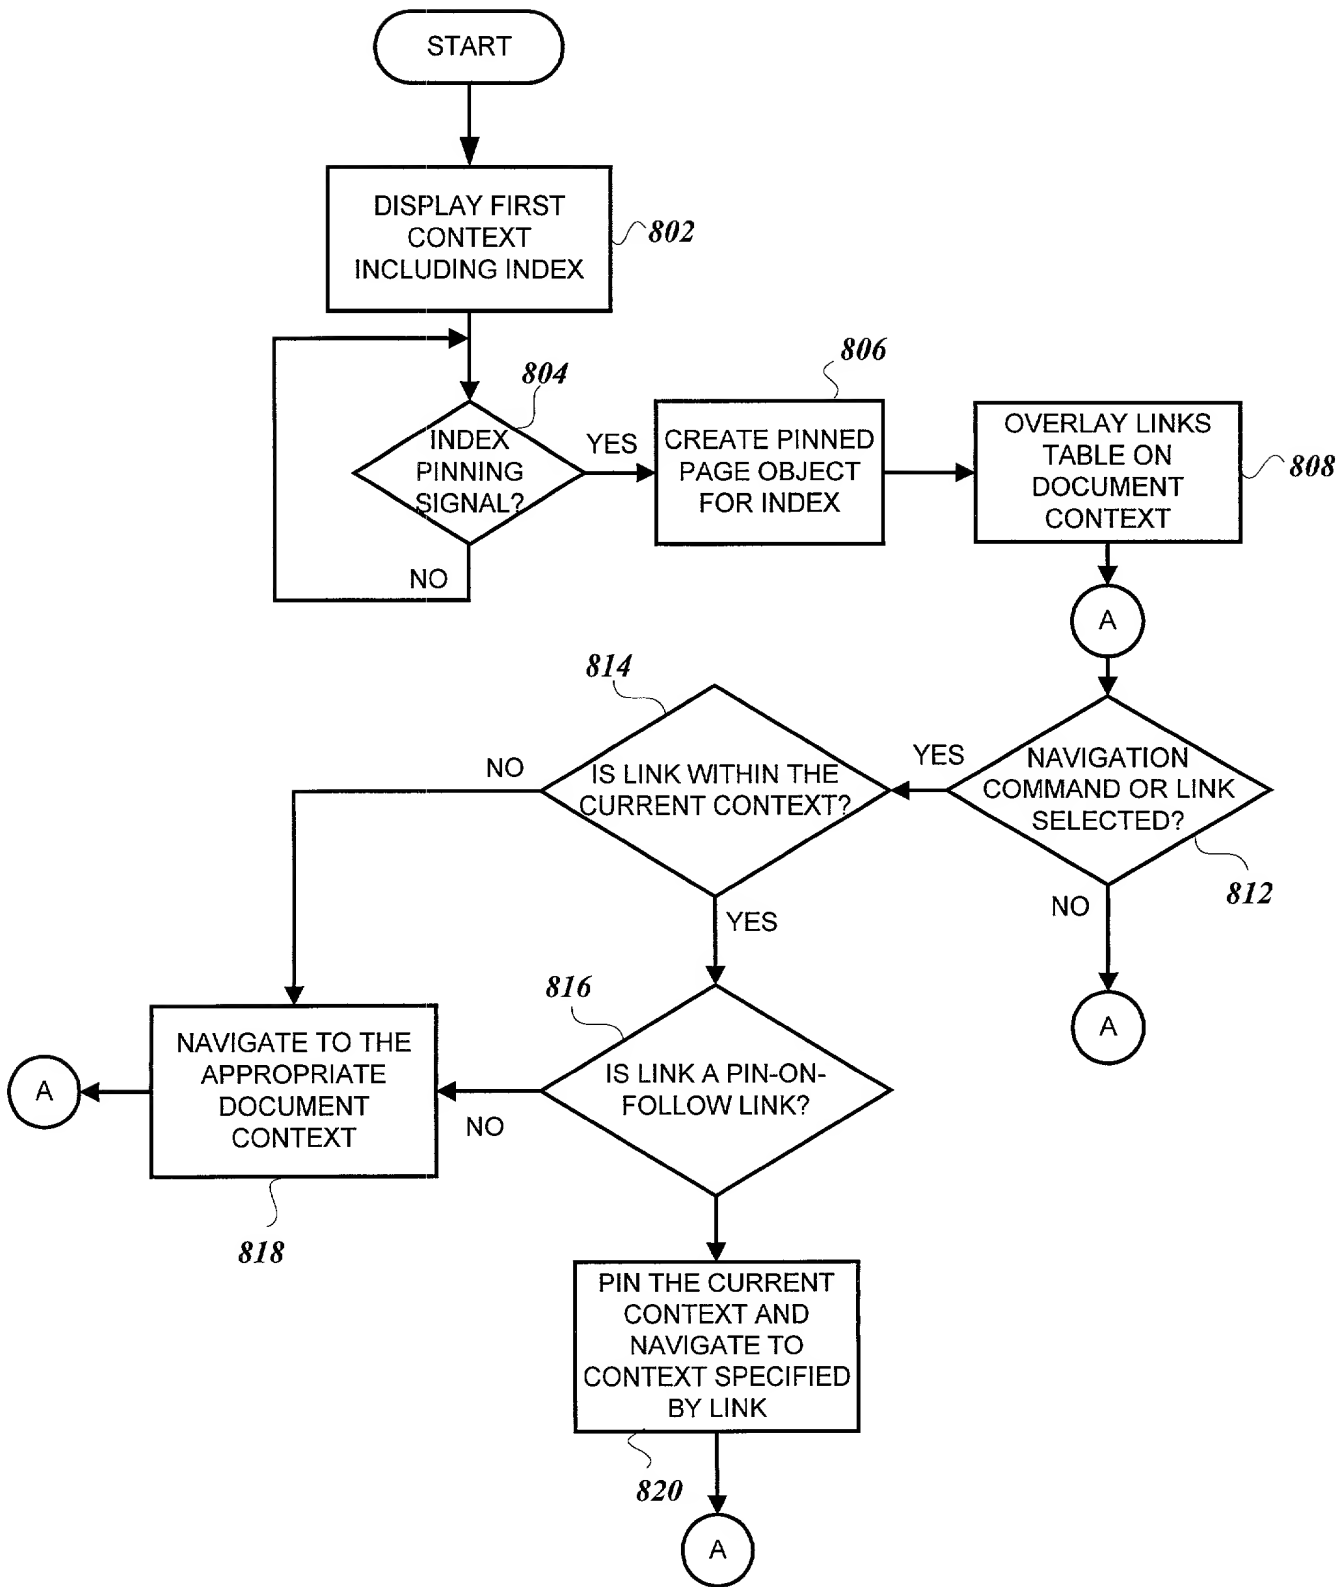 START
DISPLAY FIRST
CONTEXT
INCLUDING INDEX
802
804
INDEX
PINNING
SIGNAL?
YES
NO
806
CREATE PINNED
PAGE OBJECT
FOR INDEX
OVERLAY LINKS
TABLE ON
DOCUMENT
CONTEXT
808
A
NAVIGATION
COMMAND OR LINK
SELECTED?
812
YES
NO
A
814
IS LINK WITHIN THE
CURRENT CONTEXT?
NO
YES
816
IS LINK A PIN-ON-
FOLLOW LINK?
NO
NAVIGATE TO THE
APPROPRIATE
DOCUMENT
CONTEXT
818
A
PIN THE CURRENT
CONTEXT AND
NAVIGATE TO
CONTEXT SPECIFIED
BY LINK
820
A